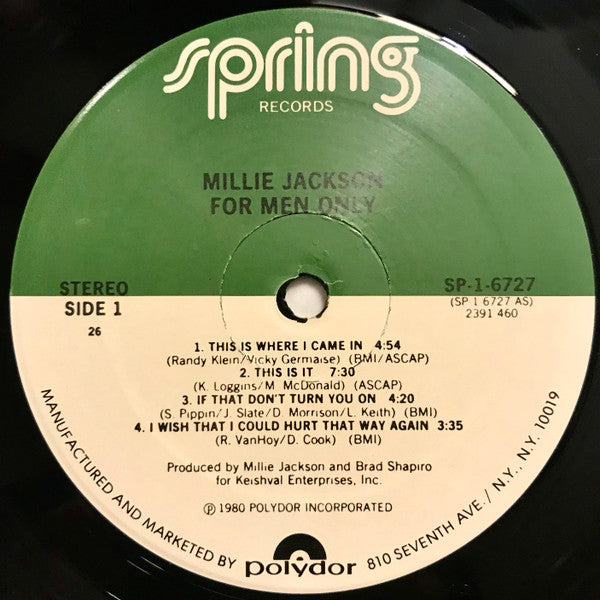 spring
RECORDS
MILLIE JACKSON
FOR MEN ONLY
STEREO
SIDE 1
26
SP-1-6727
(SP 1 6727 AS)
2391 460
1. THIS IS WHERE I CAME IN 4:54
(Randy Klein/Vicky Germaise) (BMI/ASCAP)
2. THIS IS IT 7:30
(K. Loggins/M. McDonald) (ASCAP)
3. IF THAT DON'T TURN YOU ON 4:20
(S. Pippin/J. Slate/D. Morrison/L. Keith) (BMI)
4. I WISH THAT I COULD HURT THAT WAY AGAIN 3:35
(R. VanHoy/D. Cook) (BMI)
Produced by Millie Jackson and Brad Shapiro
for Keishval Enterprises, Inc.
℗ 1980 POLYDOR INCORPORATED
MANUFACTURED AND MARKETED BY polydor 810 SEVENTH AVE. / N.Y., N.Y. 10019